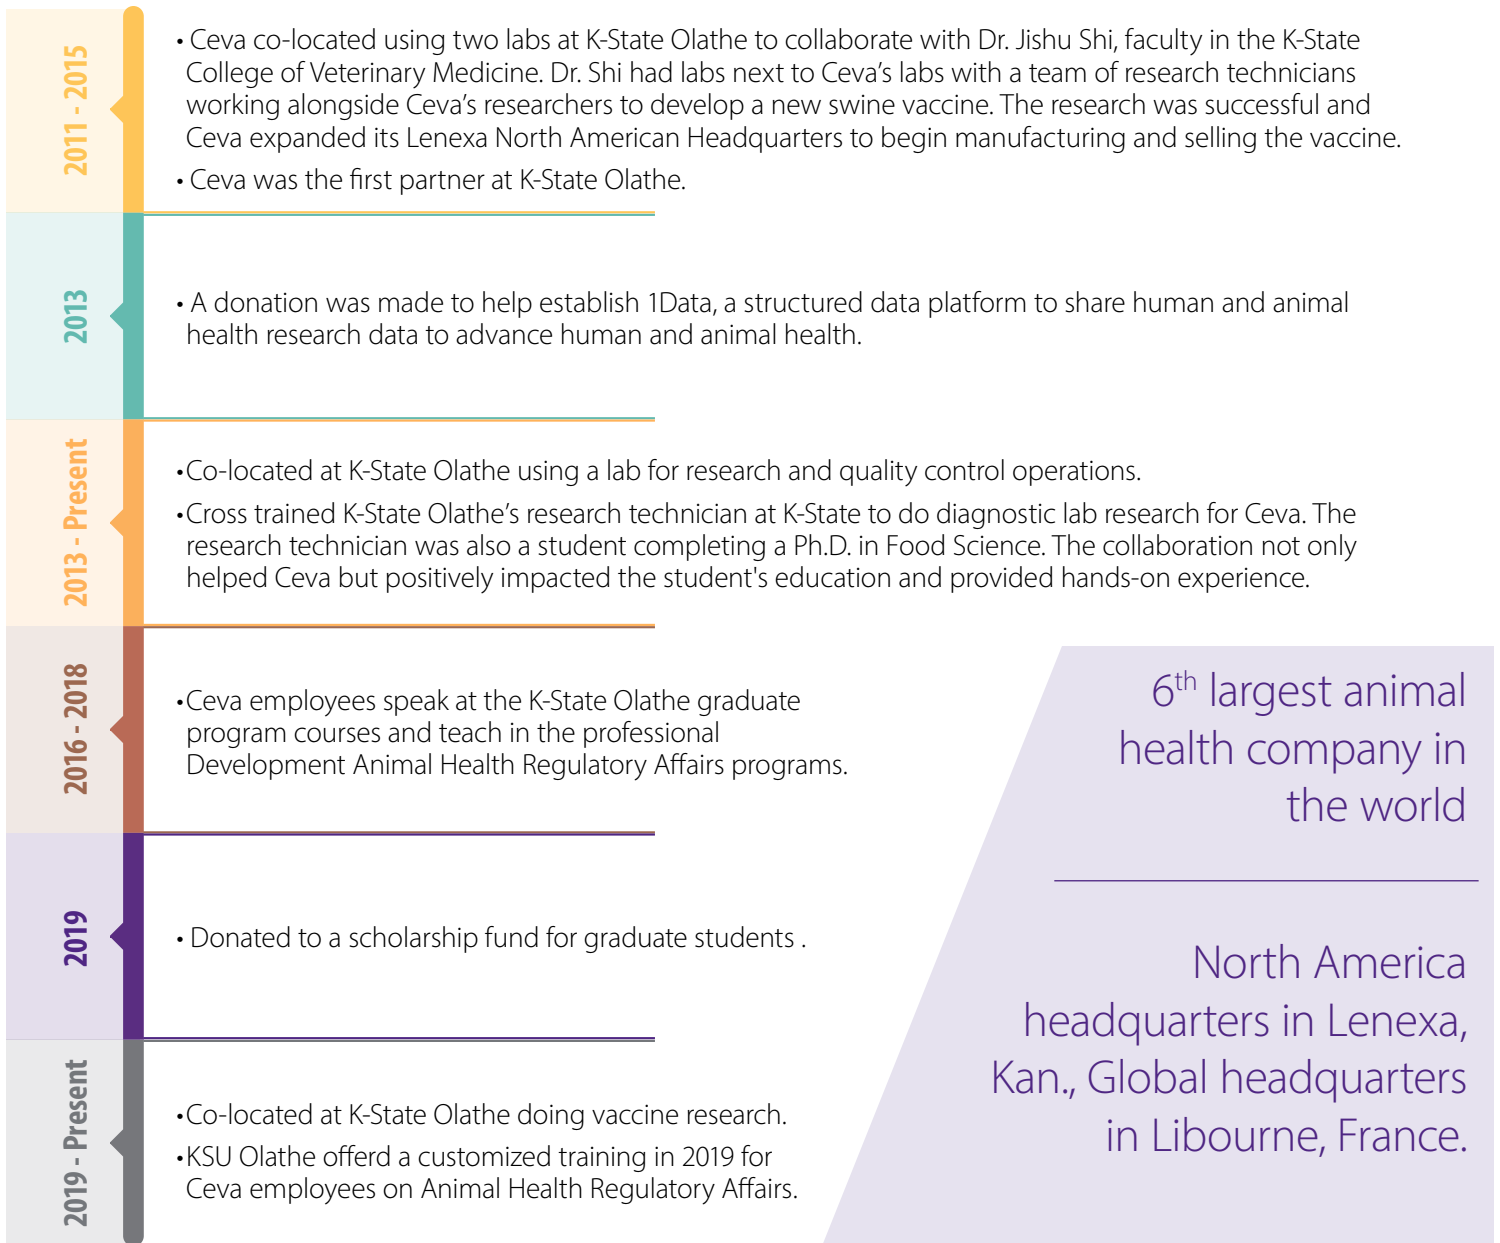 2011 - 2015
• Ceva co-located using two labs at K-State Olathe to collaborate with Dr. Jishu Shi, faculty in the K-State
College of Veterinary Medicine. Dr. Shi had labs next to Ceva’s labs with a team of research technicians
working alongside Ceva’s researchers to develop a new swine vaccine. The research was successful and
Ceva expanded its Lenexa North American Headquarters to begin manufacturing and selling the vaccine.
• Ceva was the first partner at K-State Olathe.
2013
• A donation was made to help establish 1Data, a structured data platform to share human and animal
health research data to advance human and animal health.
2013 - Present
•Co-located at K-State Olathe using a lab for research and quality control operations.
•Cross trained K-State Olathe’s research technician at K-State to do diagnostic lab research for Ceva. The
research technician was also a student completing a Ph.D. in Food Science. The collaboration not only
helped Ceva but positively impacted the student's education and provided hands-on experience.
2016 - 2018
•Ceva employees speak at the K-State Olathe graduate
program courses and teach in the professional
Development Animal Health Regulatory Affairs programs.
2019
• Donated to a scholarship fund for graduate students .
2019 - Present
•Co-located at K-State Olathe doing vaccine research.
•KSU Olathe offerd a customized training in 2019 for
Ceva employees on Animal Health Regulatory Affairs.
6th largest animal
health company in
the world
North America
headquarters in Lenexa,
Kan., Global headquarters
in Libourne, France.